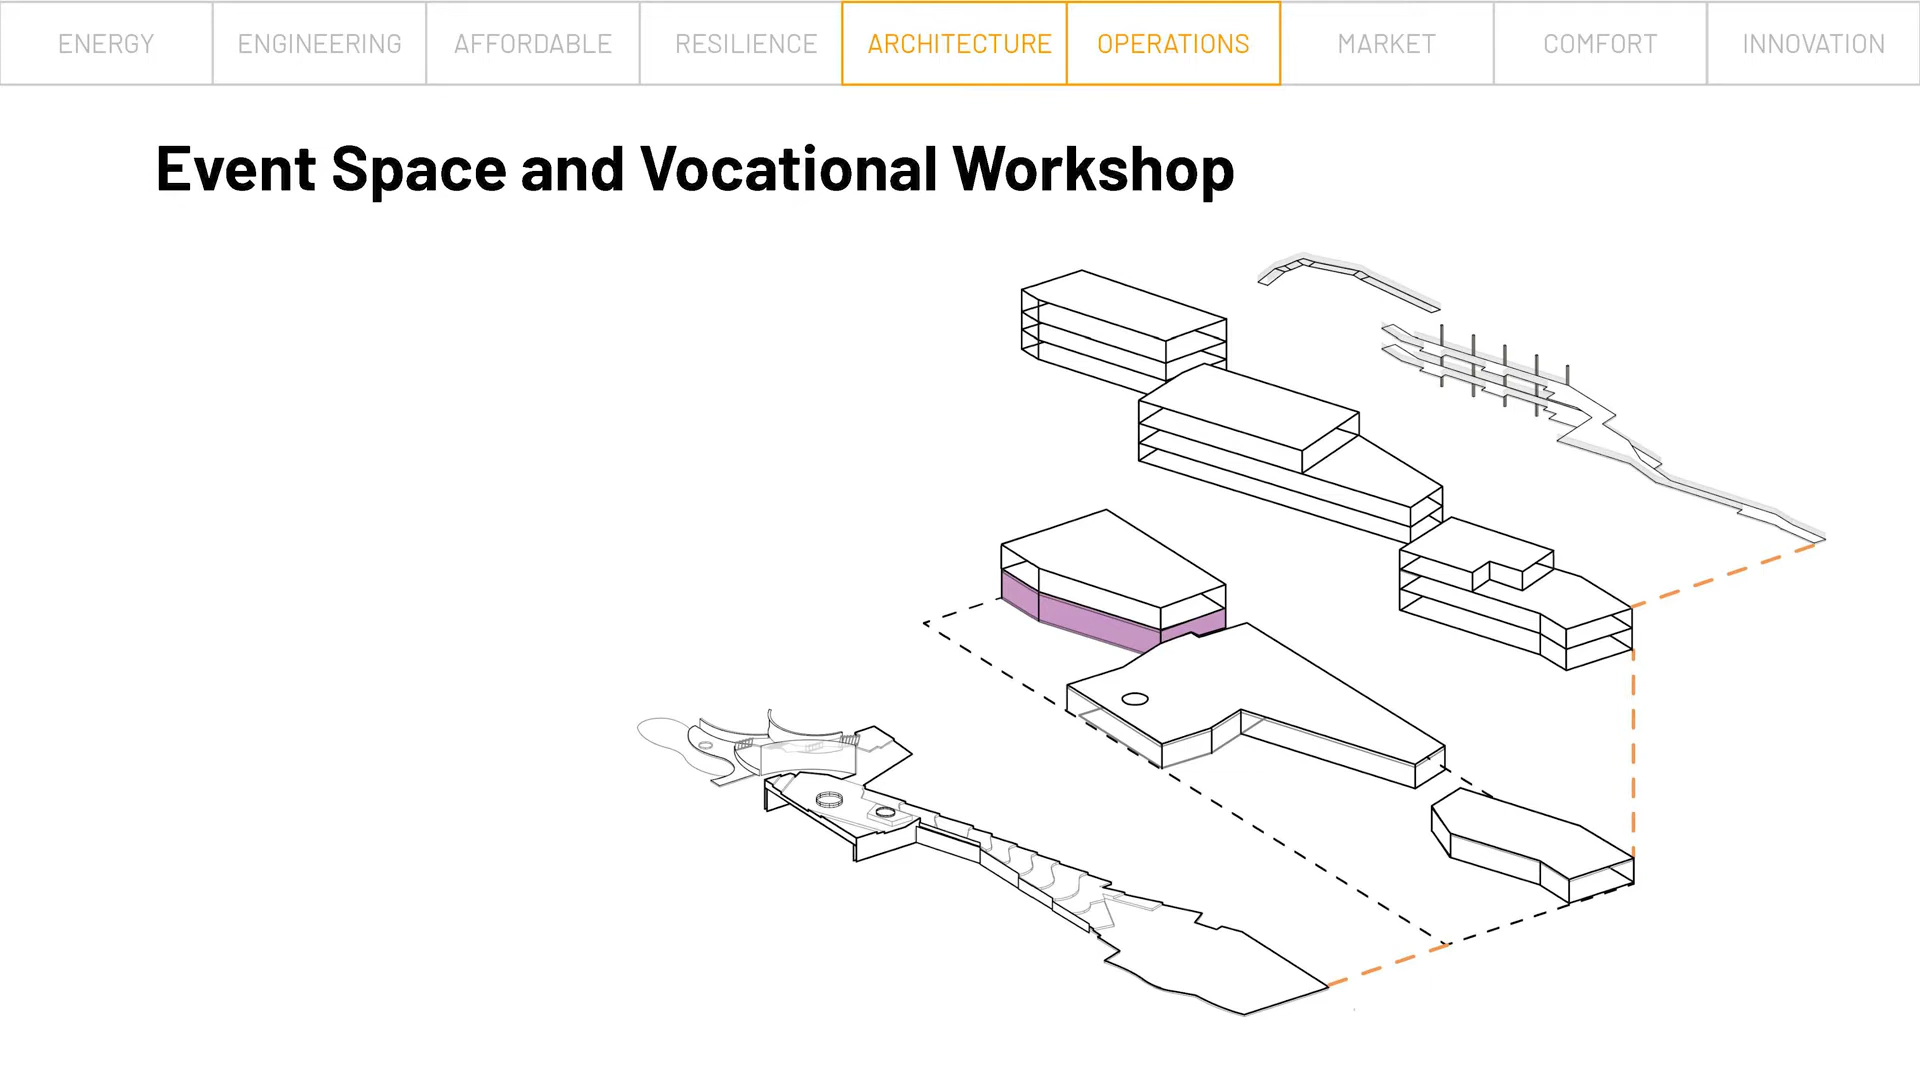 ENERGY
ENGINEERING
AFFORDABLE
RESILIENCE
ARCHITECTURE
OPERATIONS
MARKET
COMFORT
INNOVATION
Event Space and Vocational Workshop